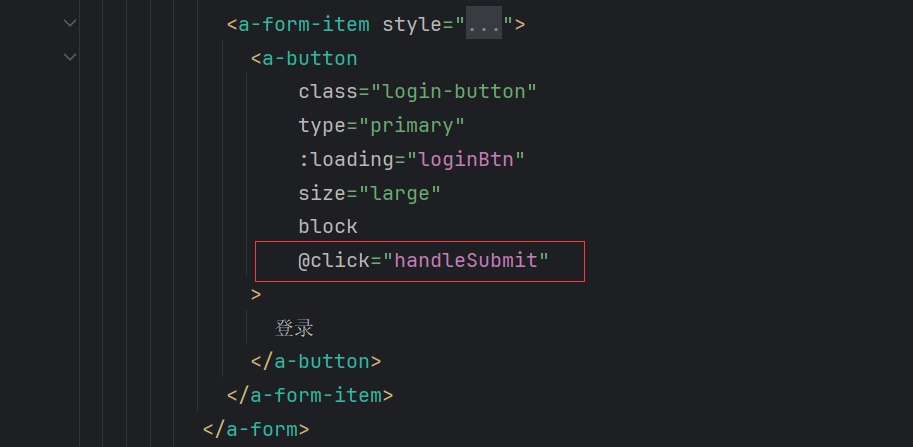 <a-form-item style="...">
<a-button
class="login-button"
type="primary"
:loading="loginBtn"
size="large"
block
@click="handleSubmit"
>
登录
</a-button>
</a-form-item>
</a-form>